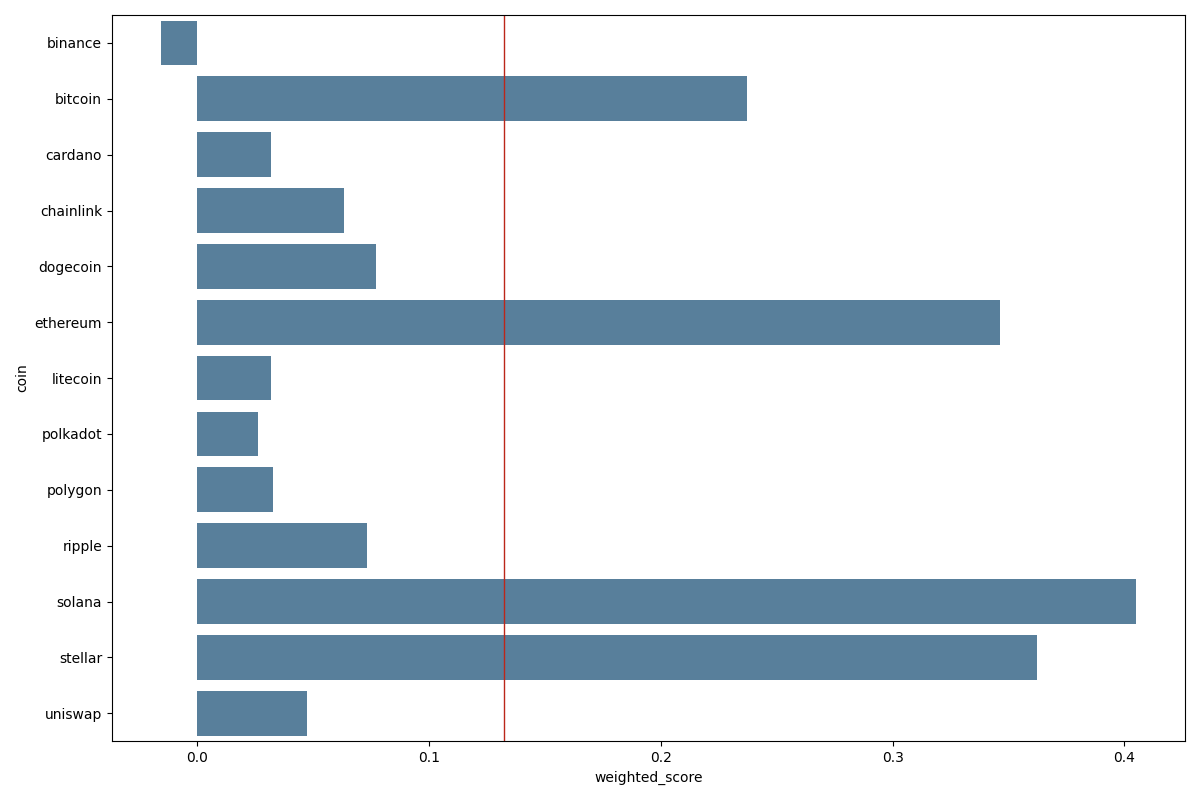 binance
bitcoin
cardano
chainlink
dogecoin
ethereum
litecoin
polkadot
polygon
ripple
solana
stellar
uniswap
coin
0.0 0.1 0.2 0.3 0.4
weighted_score